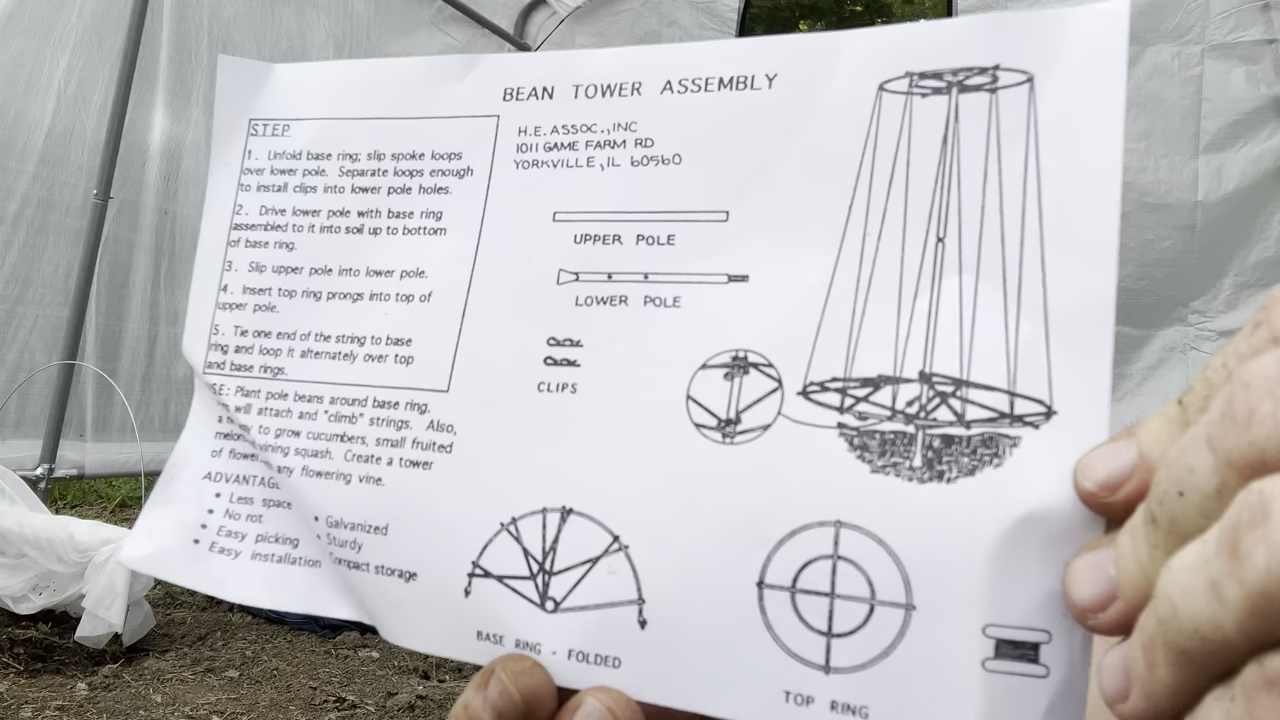 BEAN TOWER ASSEMBLY
STEP
1. Unfold base ring; slip spoke loops
over lower pole. Separate loops enough
to install clips into lower pole holes.
2. Drive lower pole with base ring
assembled to it into soil up to bottom
of base ring.
3. Slip upper pole into lower pole.
4. Insert top ring prongs into top of
upper pole.
5. Tie one end of the string to base
ring and loop it alternately over top
and base rings.
SE: Plant pole beans around base ring.
will attach and "climb" strings. Also,
a to grow cucumbers, small fruited
vining squash. Create a tower
of any flowering vine.
ADVANTAG
• Less space
• No rot
• Easy picking
• Easy installation
• Galvanized
• Sturdy
Compact storage
H.E. ASSOC., INC
1011 GAME FARM RD
YORKVILLE, IL 60560
UPPER POLE
LOWER POLE
CLIPS
BASE RING - FOLDED
TOP RING